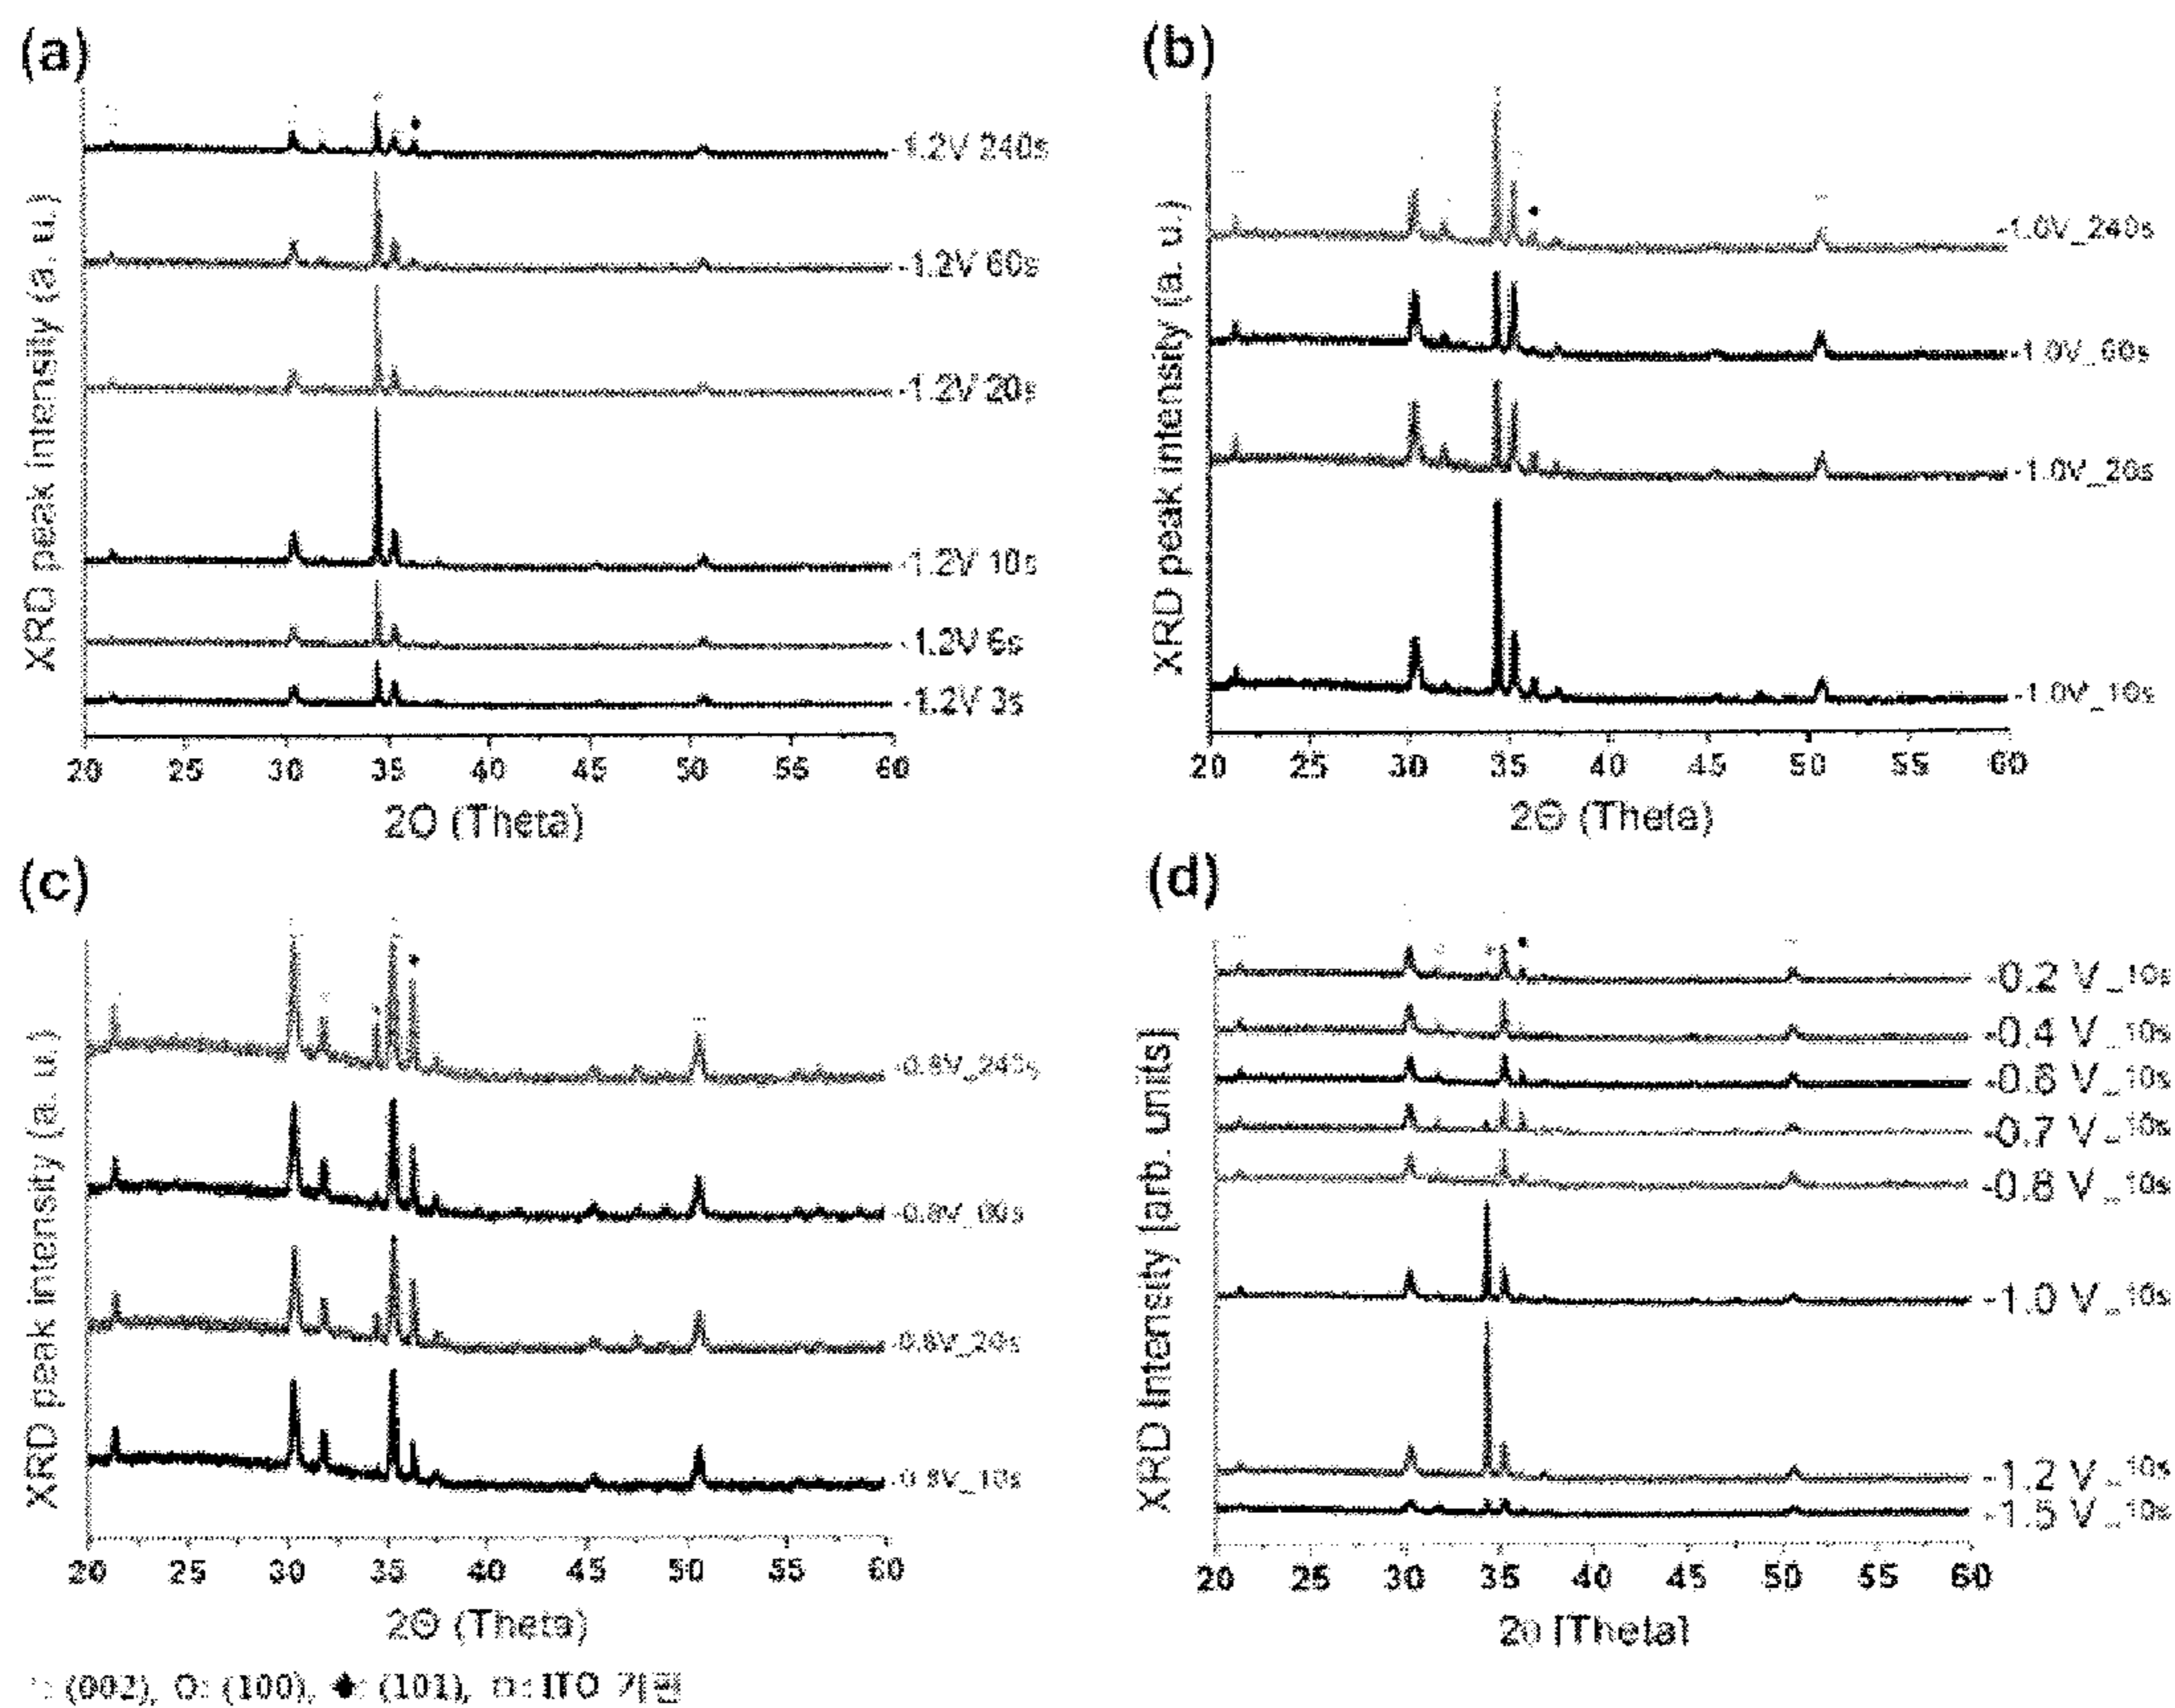 (a)
XRD peak intensity (a. u.)
-1.2V 240s
-1.2V 60s
-1.2V 20s
-1.2V 10s
-1.2V 6s
-1.2V 3s
20 25 30 35 40 45 50 55 60
2Θ (Theta)
(b)
XRD peak intensity (a. u.)
-1.0V_240s
-1.0V_60s
-1.0V_20s
-1.0V_10s
20 25 30 35 40 45 50 55 60
2Θ (Theta)
(c)
XRD peak intensity (a. u.)
-0.8V_240s
-0.8V_60s
-0.8V_20s
-0.8V_10s
20 25 30 35 40 45 50 55 60
2Θ (Theta)
(d)
XRD Intensity [arb. units]
-0.2 V_10s
-0.4 V_10s
-0.6 V_10s
-0.7 V_10s
-0.8 V_10s
-1.0 V_10s
-1.2 V_10s
-1.5 V_10s
20 25 30 35 40 45 50 55 60
2θ [Theta]
: (002), O: (100), ♦: (101), □: ITO 기판